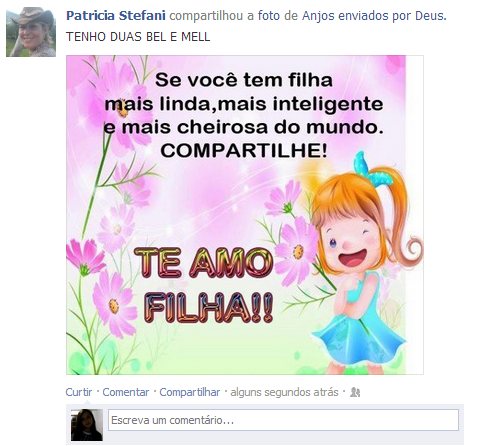 Patricia Stefani compartilhou a foto de Anjos enviados por Deus.
TENHO DUAS BEL E MELL
Se você tem filha
mais linda,mais inteligente
e mais cheirosa do mundo.
COMPARTILHE!
TE AMO
FILHA!!
Curtir · Comentar · Compartilhar · alguns segundos atrás ·
Escreva um comentário...